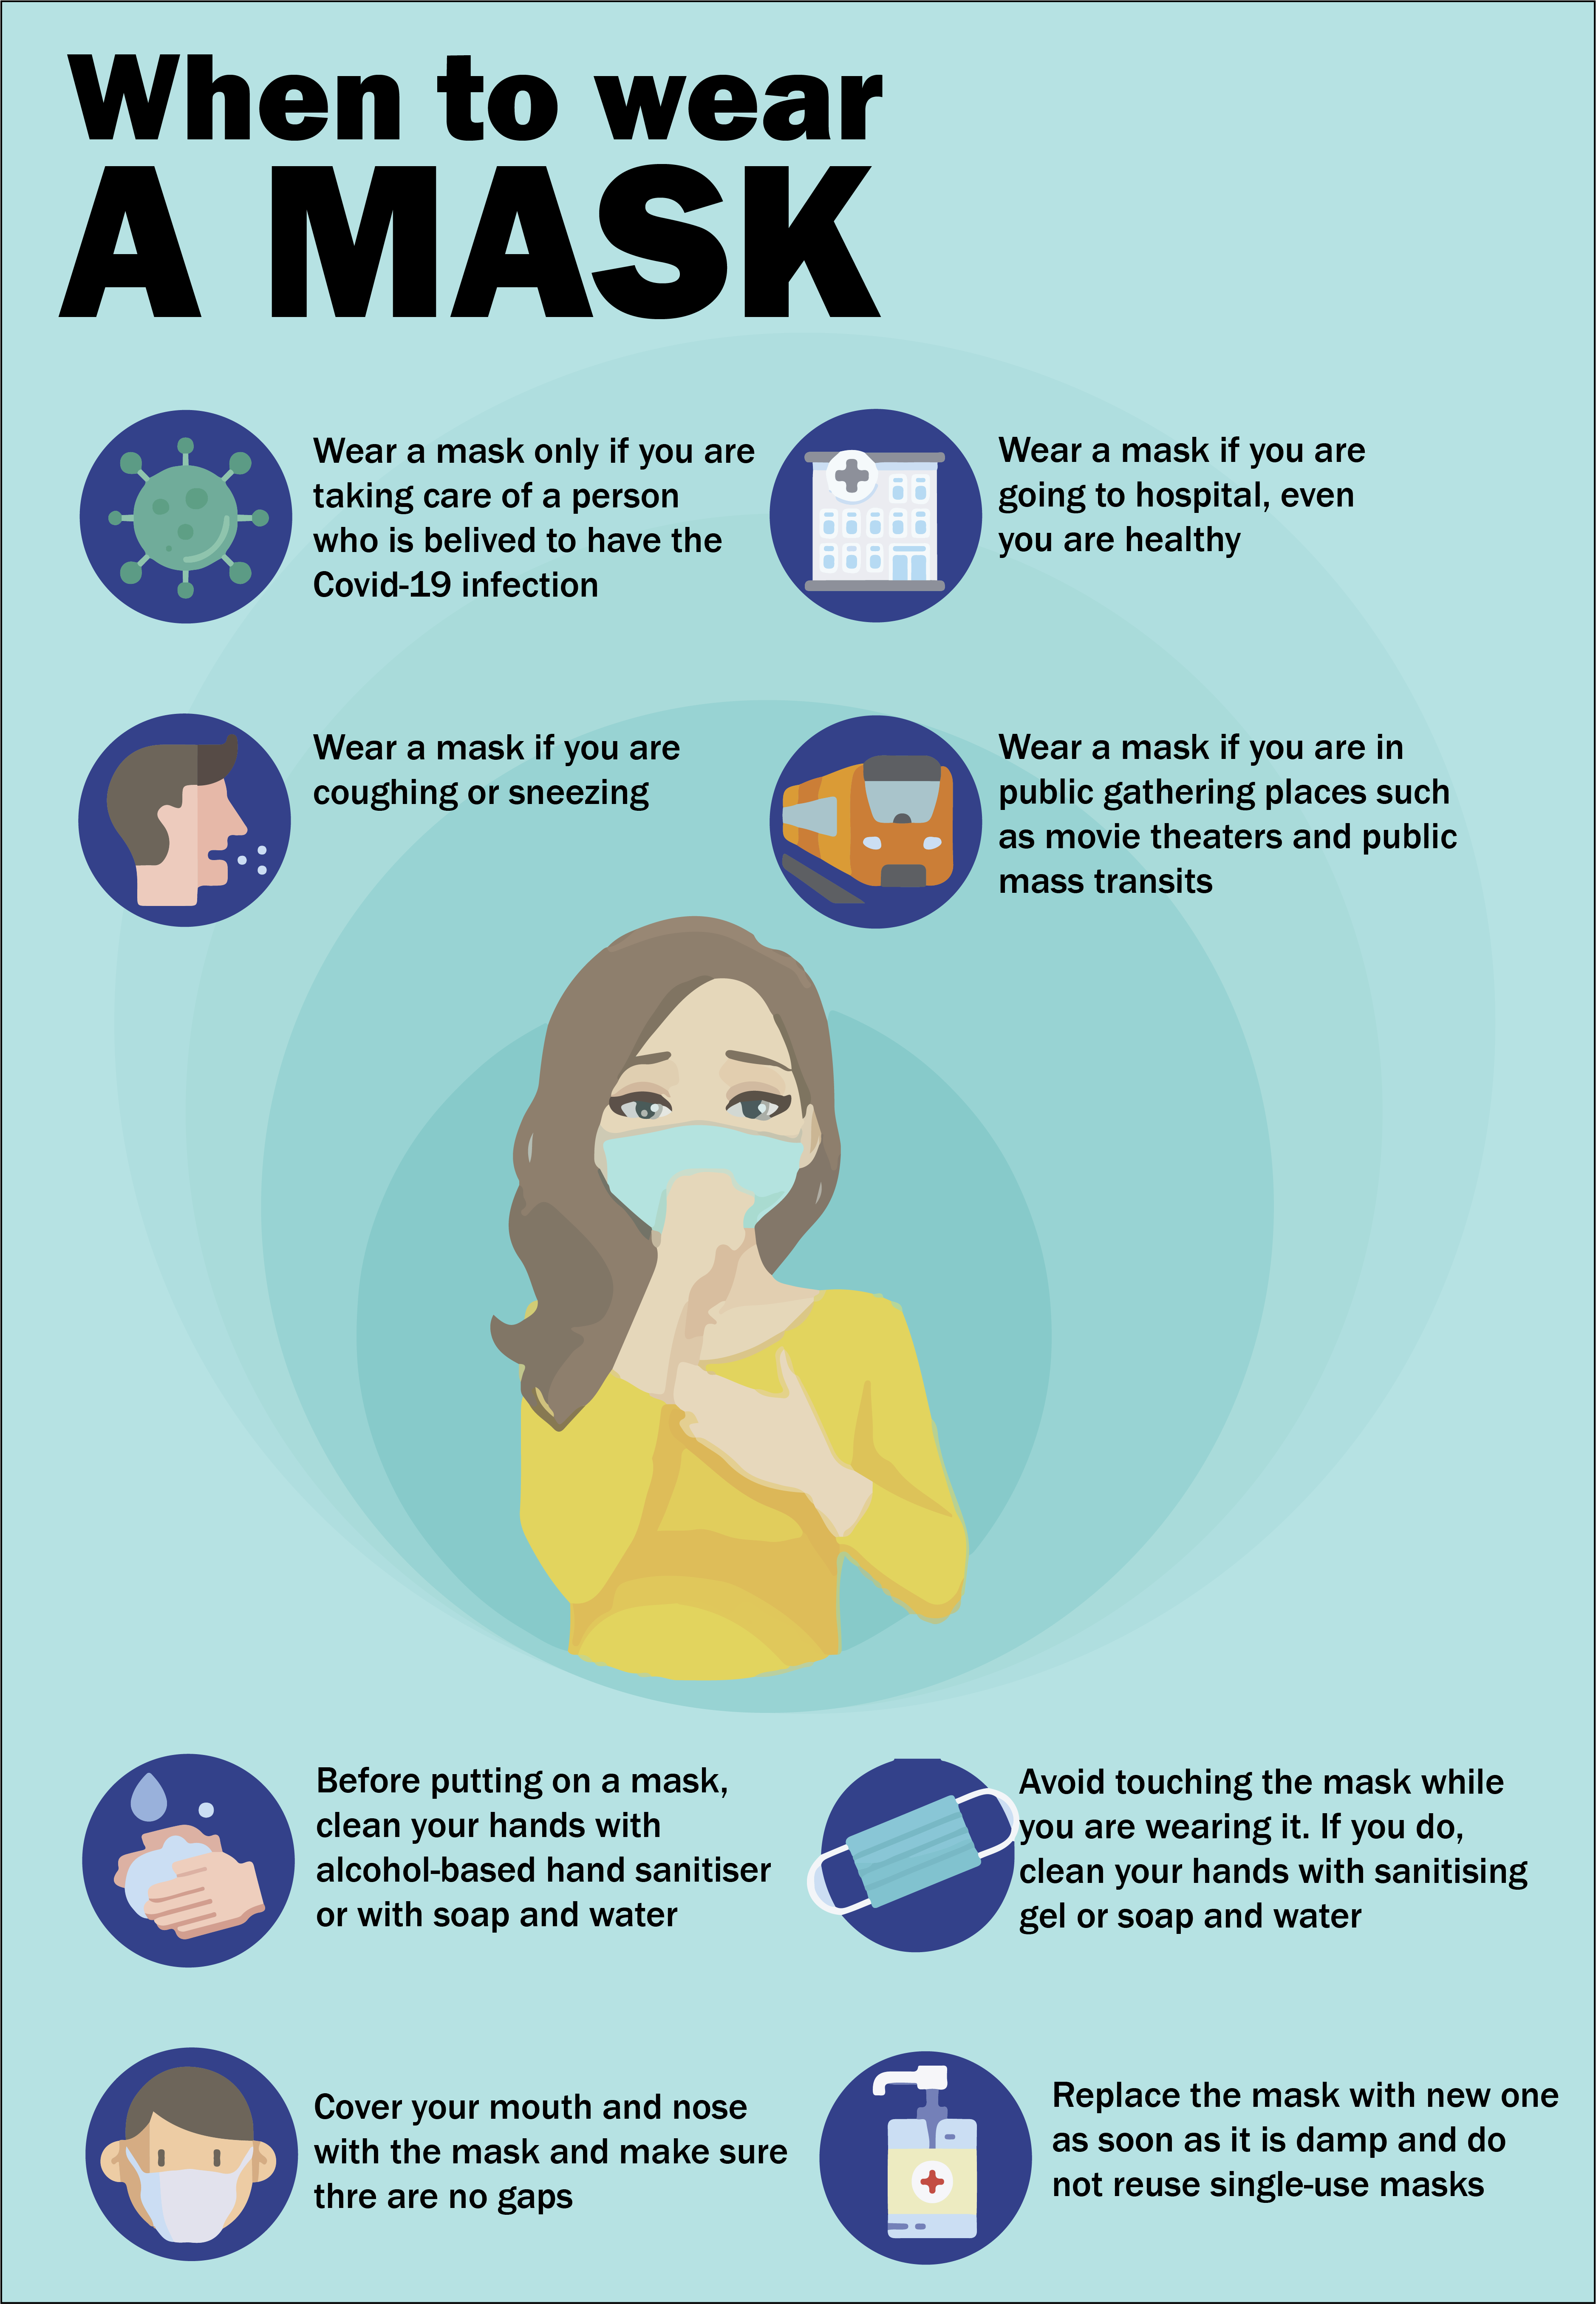 When to wear
A MASK
Wear a mask only if you are
taking care of a person
who is belived to have the
Covid-19 infection
Wear a mask if you are
going to hospital, even
you are healthy
Wear a mask if you are
coughing or sneezing
Wear a mask if you are in
public gathering places such
as movie theaters and public
mass transits
Before putting on a mask,
clean your hands with
alcohol-based hand sanitiser
or with soap and water
Avoid touching the mask while
you are wearing it. If you do,
clean your hands with sanitising
gel or soap and water
Cover your mouth and nose
with the mask and make sure
thre are no gaps
Replace the mask with new one
as soon as it is damp and do
not reuse single-use masks